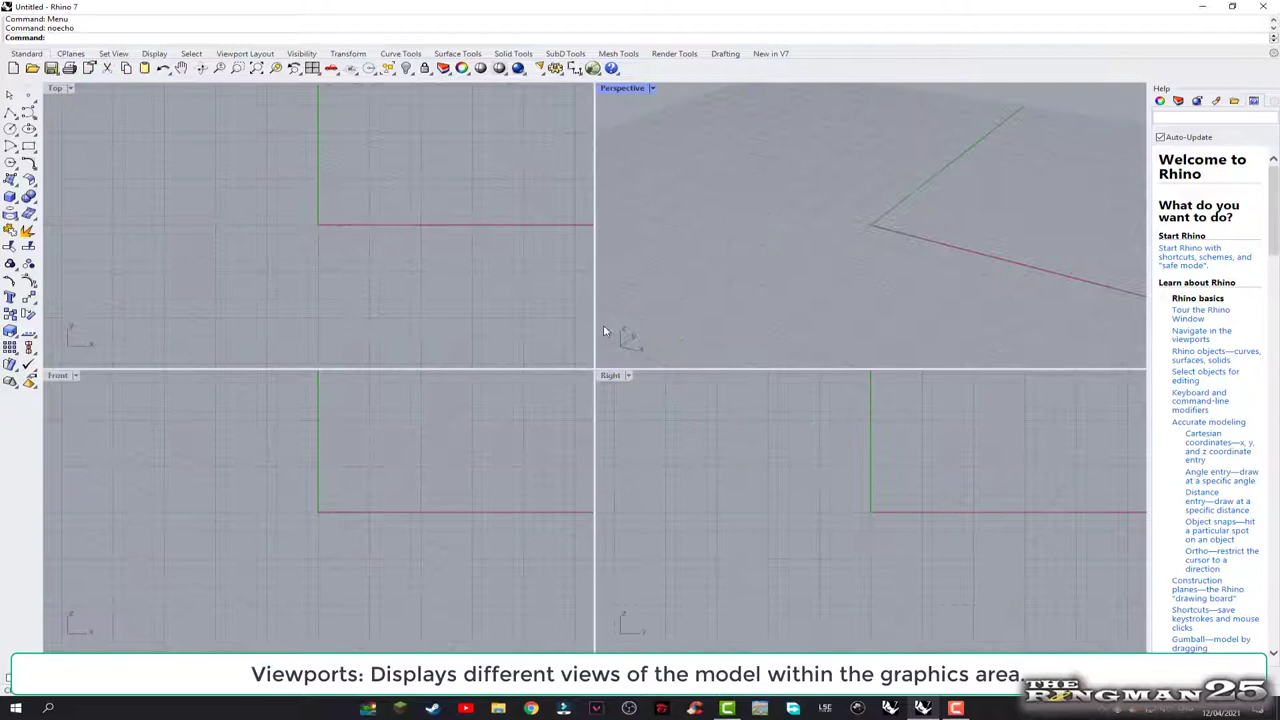 Untitled - Rhino 7
Command: Menu
Command: noecho
Command:
Standard CPlanes Set View Display Select Viewport Layout Visibility Transform Curve Tools Surface Tools Solid Tools SubD Tools Mesh Tools Render Tools Drafting New in V7
Top
Perspective
Help
Auto-Update
Welcome to
Rhino
What do you
want to do?
Start Rhino
Start Rhino with
shortcuts, schemes, and
"safe mode".
Learn about Rhino
Rhino basics
Tour the Rhino
Window
Navigate in the
viewports
Rhino objects—curves,
surfaces, solids
Select objects for
editing
Keyboard and
command-line
modifiers
Accurate modeling
Cartesian
coordinates—x, y,
and z coordinate
entry
Angle entry—draw
at a specific angle
Distance
entry—draw at a
specific distance
Object snaps—hit
a particular spot
on an object
Ortho—restrict the
cursor to a
direction
Construction
planes—the Rhino
"drawing board"
Shortcuts—save
keystrokes and mouse
clicks
Gumball—model by
dragging
y
x
z
y
x
Front
Right
z
x
z
y
Viewports: Displays different views of the model within the graphics area.
THE RINGMAN 25
12/04/2021